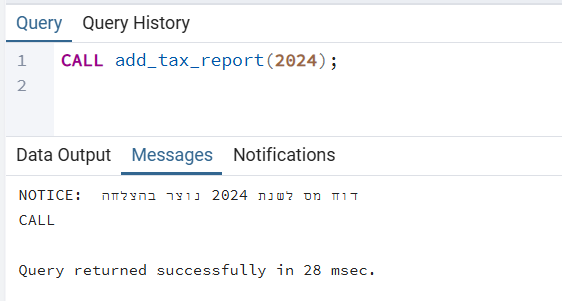 Query Query History
1 CALL add_tax_report(2024);
2
Data Output Messages Notifications
NOTICE:  דוח מס לשנת 2024 נוצר בהצלחה
CALL
Query returned successfully in 28 msec.